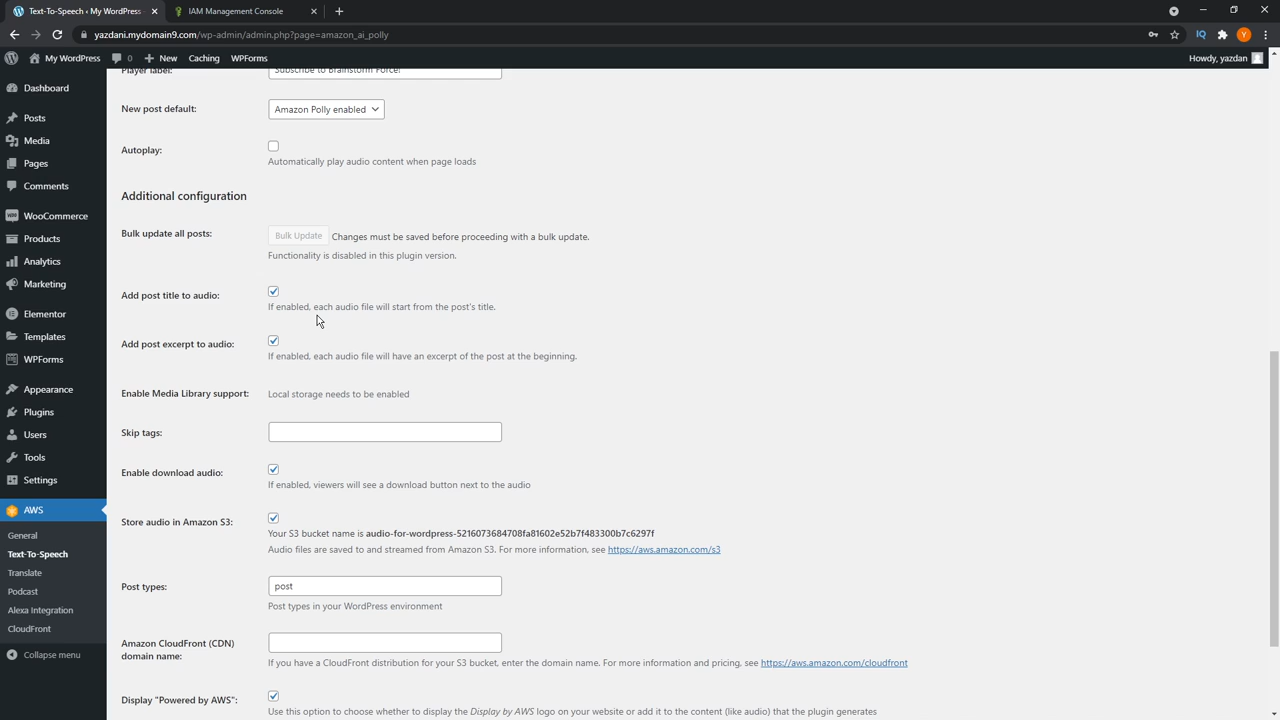 Text-To-Speech ‹ My WordPress
IAM Management Console
yazdani.mydomain9.com/wp-admin/admin.php?page=amazon_ai_polly
Y
My WordPress
0
New
Caching
WPForms
Howdy, yazdan
Dashboard
Posts
Media
Pages
Comments
WooCommerce
Products
Analytics
Marketing
Elementor
Templates
WPForms
Appearance
Plugins
Users
Tools
Settings
AWS
General
Text-To-Speech
Translate
Podcast
Alexa Integration
CloudFront
Collapse menu
Player label:
Subscribe to Brainstorm Force!
New post default:
Amazon Polly enabled
Autoplay:
Automatically play audio content when page loads
Additional configuration
Bulk update all posts:
Bulk Update
Changes must be saved before proceeding with a bulk update.
Functionality is disabled in this plugin version.
Add post title to audio:
If enabled, each audio file will start from the post's title.
Add post excerpt to audio:
If enabled, each audio file will have an excerpt of the post at the beginning.
Enable Media Library support:
Local storage needs to be enabled
Skip tags:
Enable download audio:
If enabled, viewers will see a download button next to the audio
Store audio in Amazon S3:
Your S3 bucket name is audio-for-wordpress-5216073684708fa81602e52b7f483300b7c6297f
Audio files are saved to and streamed from Amazon S3. For more information, see https://aws.amazon.com/s3
Post types:
post
Post types in your WordPress environment
Amazon CloudFront (CDN)
domain name:
If you have a CloudFront distribution for your S3 bucket, enter the domain name. For more information and pricing, see https://aws.amazon.com/cloudfront
Display "Powered by AWS":
Use this option to choose whether to display the Display by AWS logo on your website or add it to the content (like audio) that the plugin generates